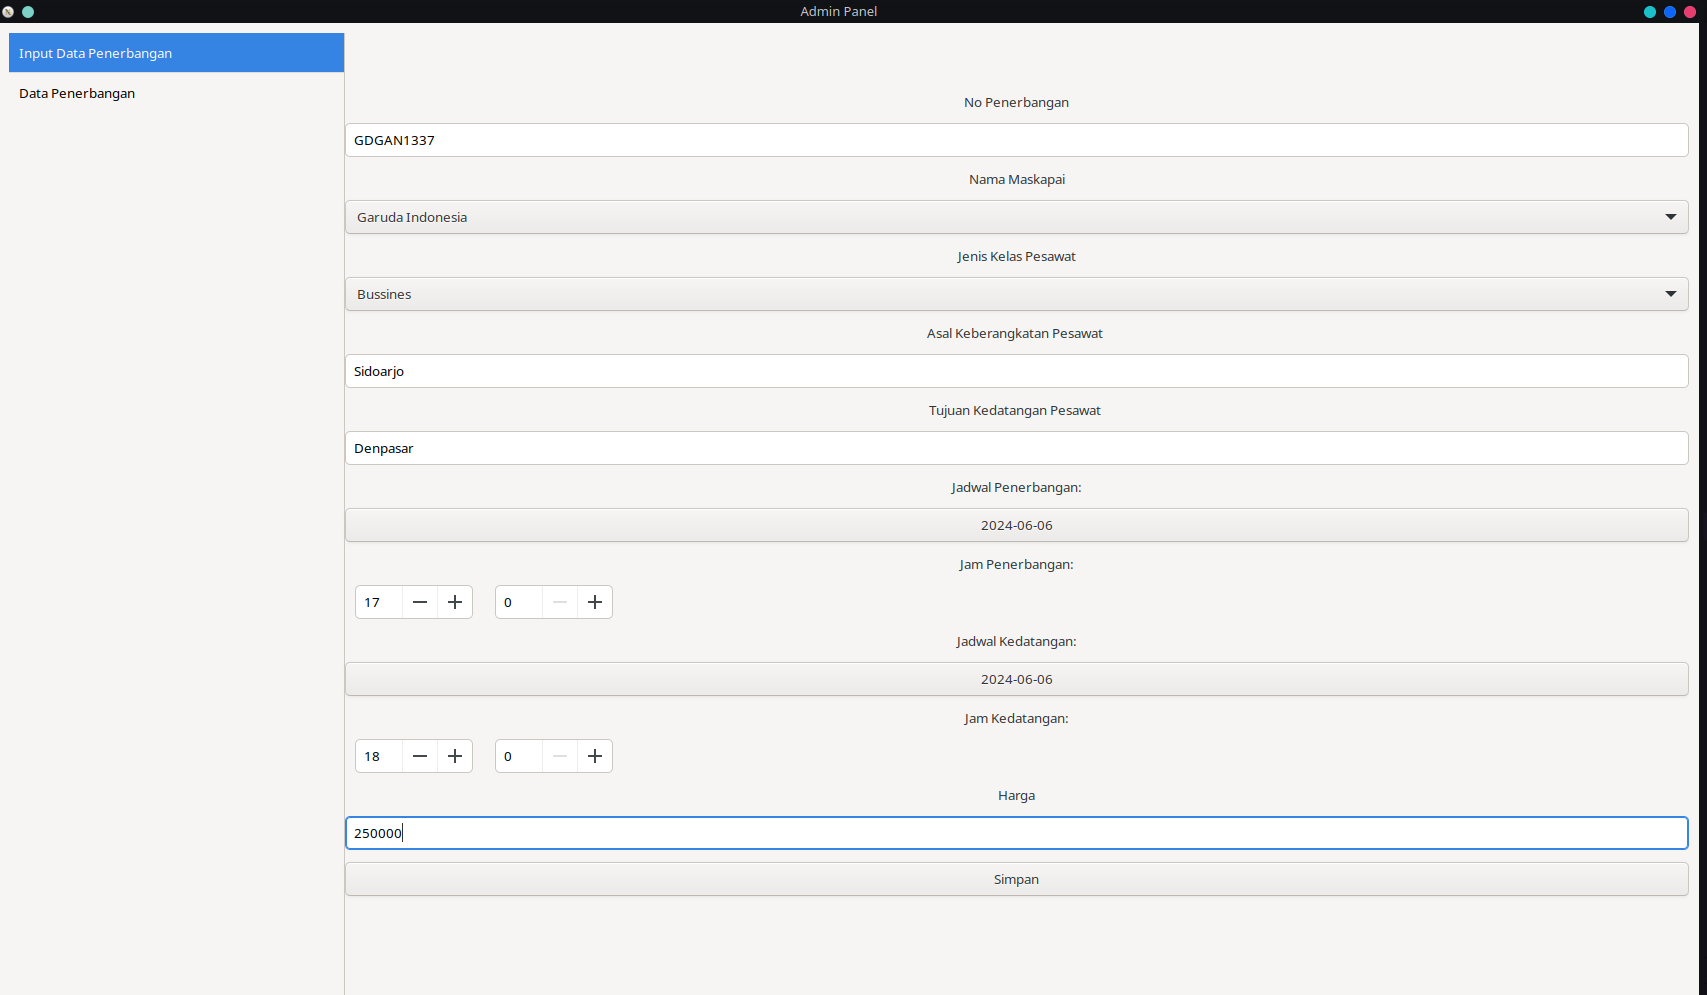 Admin Panel
Input Data Penerbangan
Data Penerbangan
No Penerbangan
GDGAN1337
Nama Maskapai
Garuda Indonesia
Jenis Kelas Pesawat
Bussines
Asal Keberangkatan Pesawat
Sidoarjo
Tujuan Kedatangan Pesawat
Denpasar
Jadwal Penerbangan:
2024-06-06
Jam Penerbangan:
17 0
Jadwal Kedatangan:
2024-06-06
Jam Kedatangan:
18 0
Harga
250000
Simpan